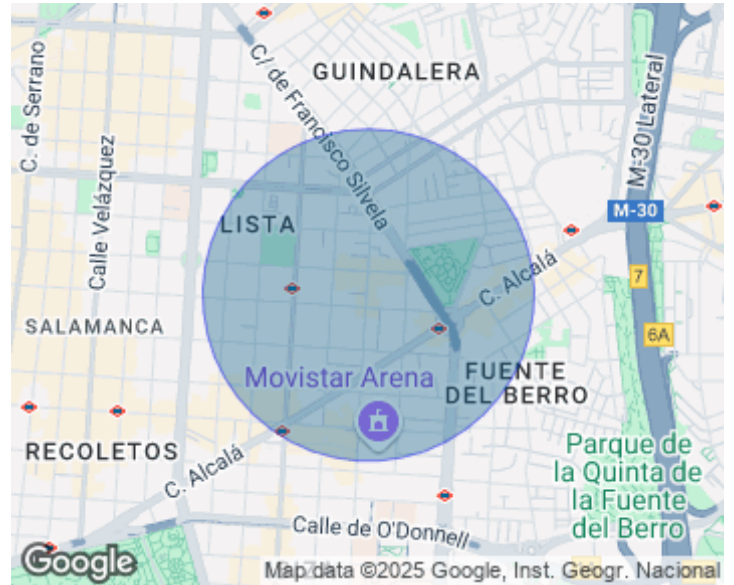 C. de Serrano
Calle Velázquez
C/ de Francisco Silvela
GUINDALERA
M-30 Lateral
M-30
LISTA
7
C. Alcalá
6A
SALAMANCA
Movistar Arena
FUENTE
DEL BERRO
RECOLETOS
C. Alcalá
Parque de
la Quinta de
la Fuente
del Berro
Calle de O'Donnell
Google
Map data ©2025 Google, Inst. Geogr. Nacional